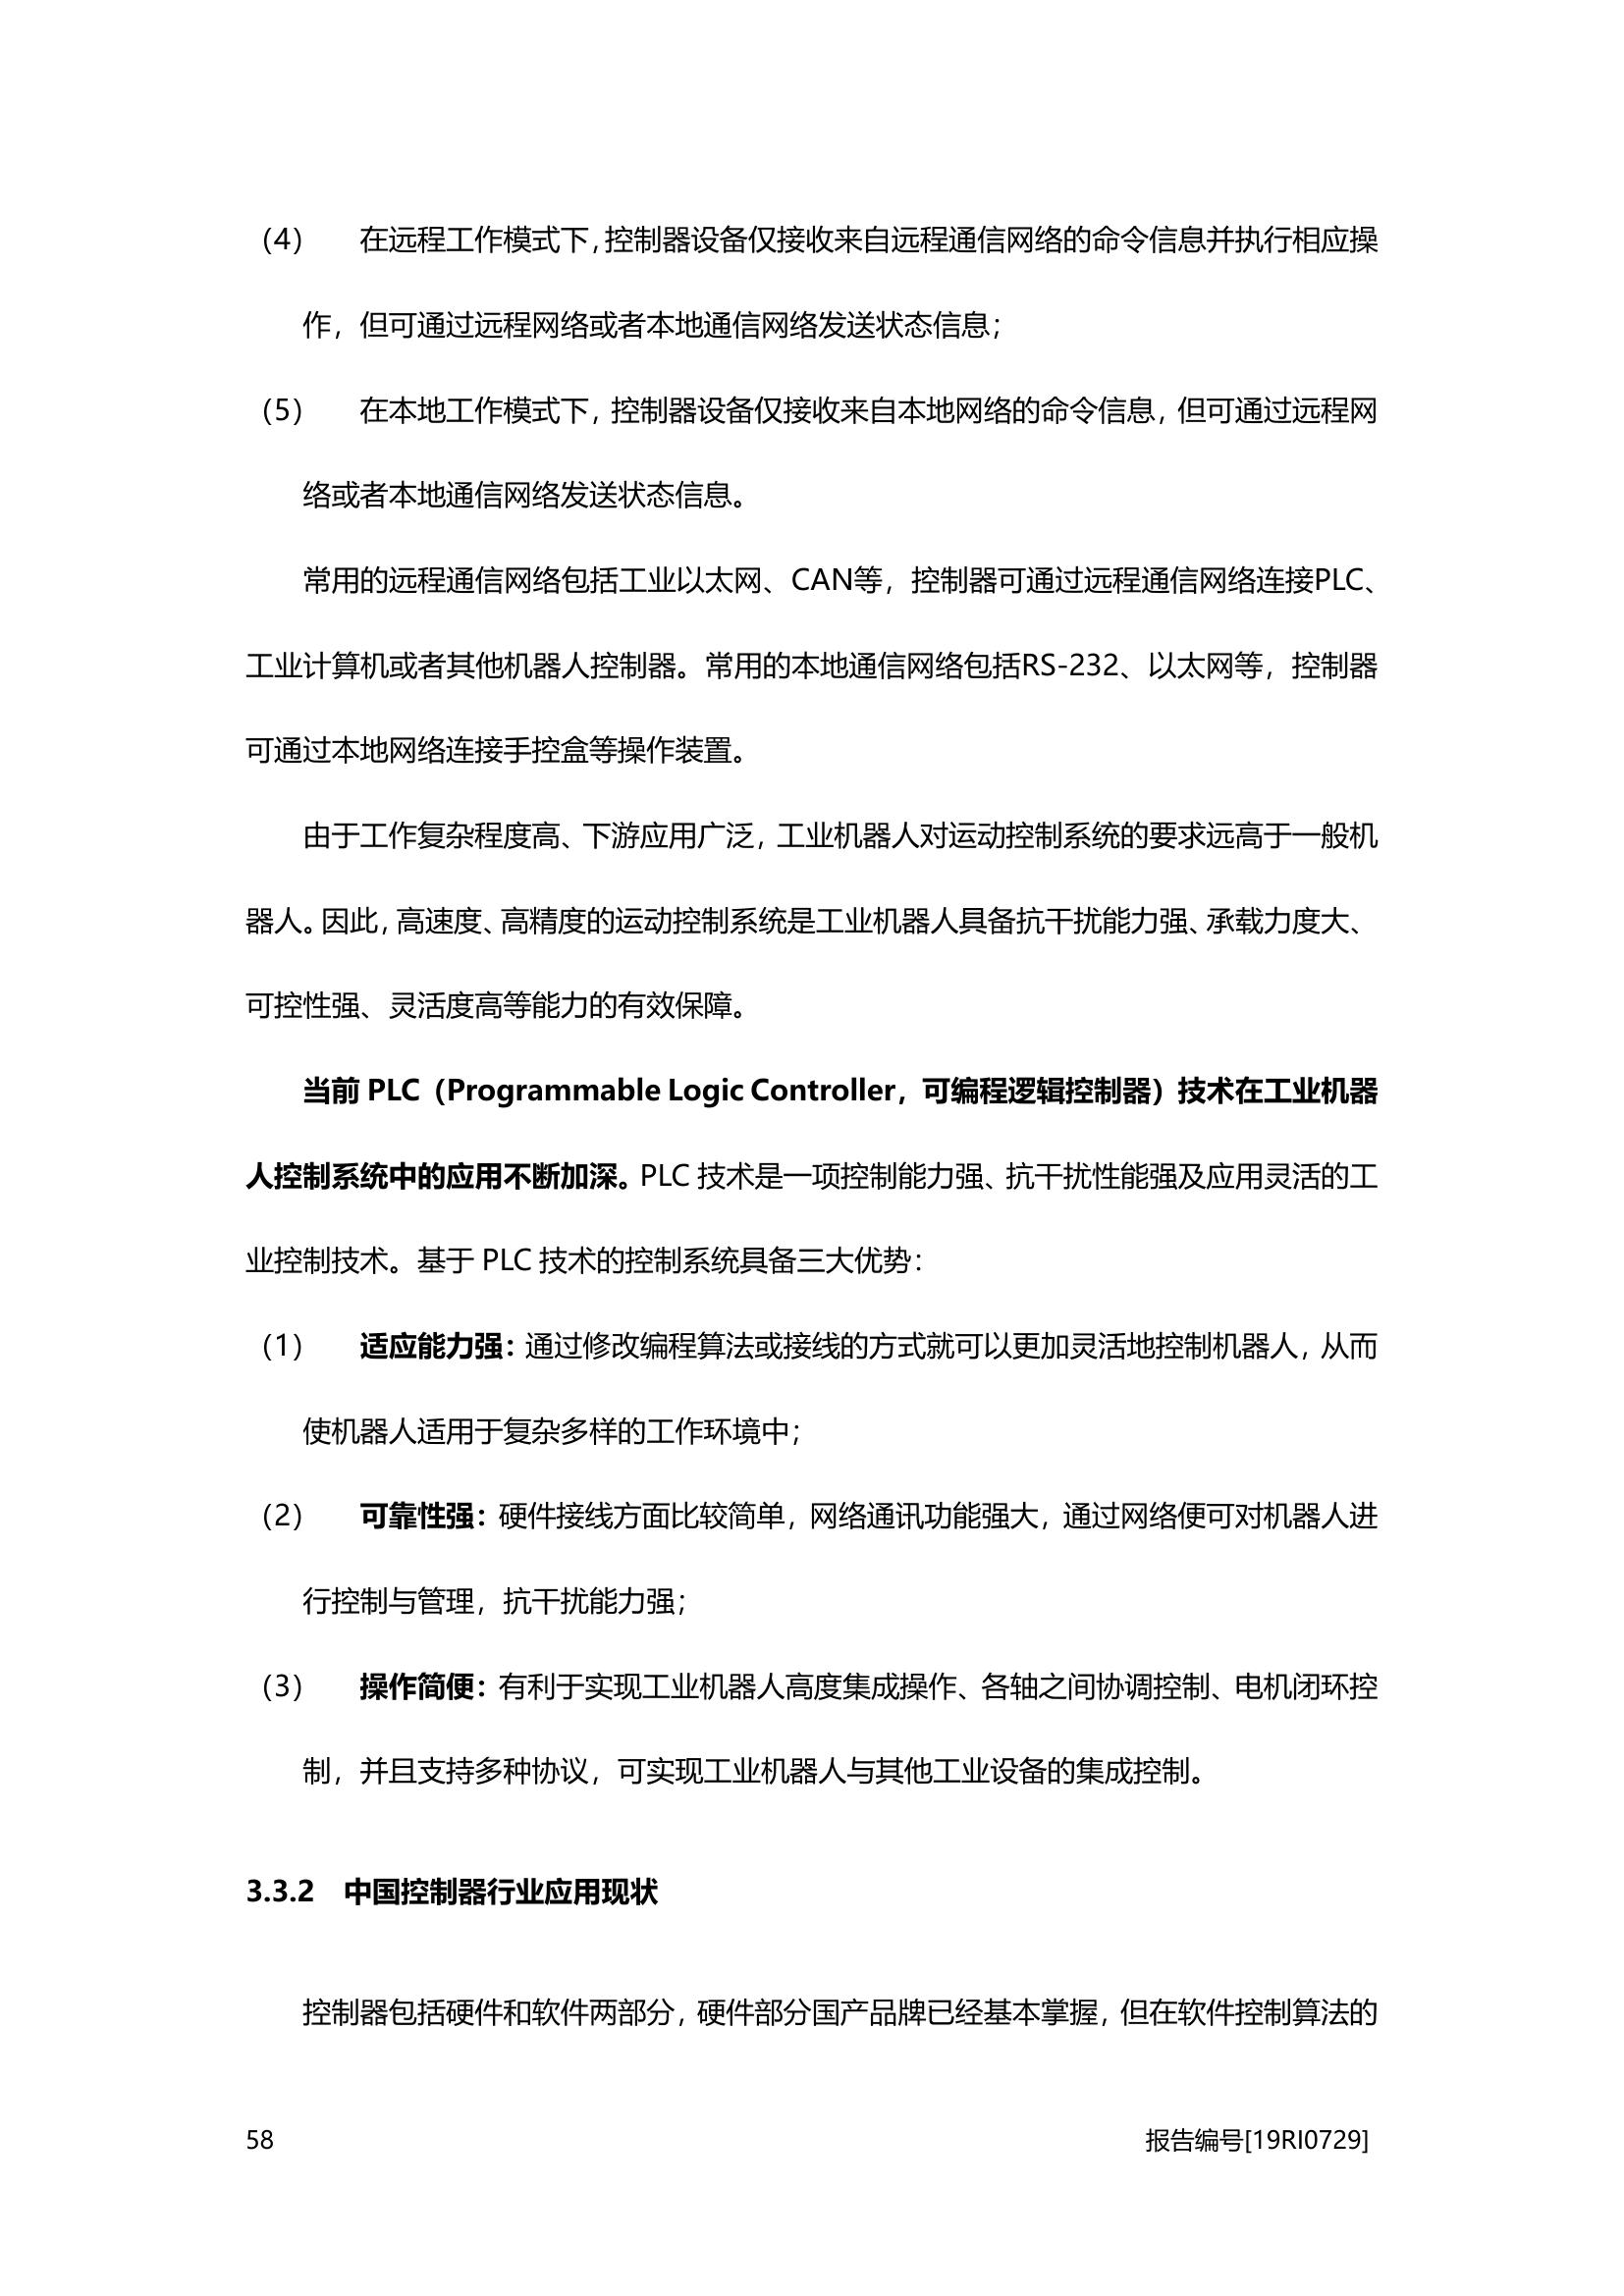 （4） 在远程工作模式下，控制器设备仅接收来自远程通信网络的命令信息并执行相应操
作，但可通过远程网络或者本地通信网络发送状态信息；
（5） 在本地工作模式下，控制器设备仅接收来自本地网络的命令信息，但可通过远程网
络或者本地通信网络发送状态信息。
常用的远程通信网络包括工业以太网、CAN等，控制器可通过远程通信网络连接PLC、
工业计算机或者其他机器人控制器。常用的本地通信网络包括RS-232、以太网等，控制器
可通过本地网络连接手控盒等操作装置。
由于工作复杂程度高、下游应用广泛，工业机器人对运动控制系统的要求远高于一般机
器人。因此，高速度、高精度的运动控制系统是工业机器人具备抗干扰能力强、承载力度大、
可控性强、灵活度高等能力的有效保障。
当前 PLC（Programmable Logic Controller，可编程逻辑控制器）技术在工业机器
人控制系统中的应用不断加深。PLC 技术是一项控制能力强、抗干扰性能强及应用灵活的工
业控制技术。基于 PLC 技术的控制系统具备三大优势：
（1） 适应能力强：通过修改编程算法或接线的方式就可以更加灵活地控制机器人，从而
使机器人适用于复杂多样的工作环境中；
（2） 可靠性强：硬件接线方面比较简单，网络通讯功能强大，通过网络便可对机器人进
行控制与管理，抗干扰能力强；
（3） 操作简便：有利于实现工业机器人高度集成操作、各轴之间协调控制、电机闭环控
制，并且支持多种协议，可实现工业机器人与其他工业设备的集成控制。
3.3.2 中国控制器行业应用现状
控制器包括硬件和软件两部分，硬件部分国产品牌已经基本掌握，但在软件控制算法的
58 报告编号[19RI0729]